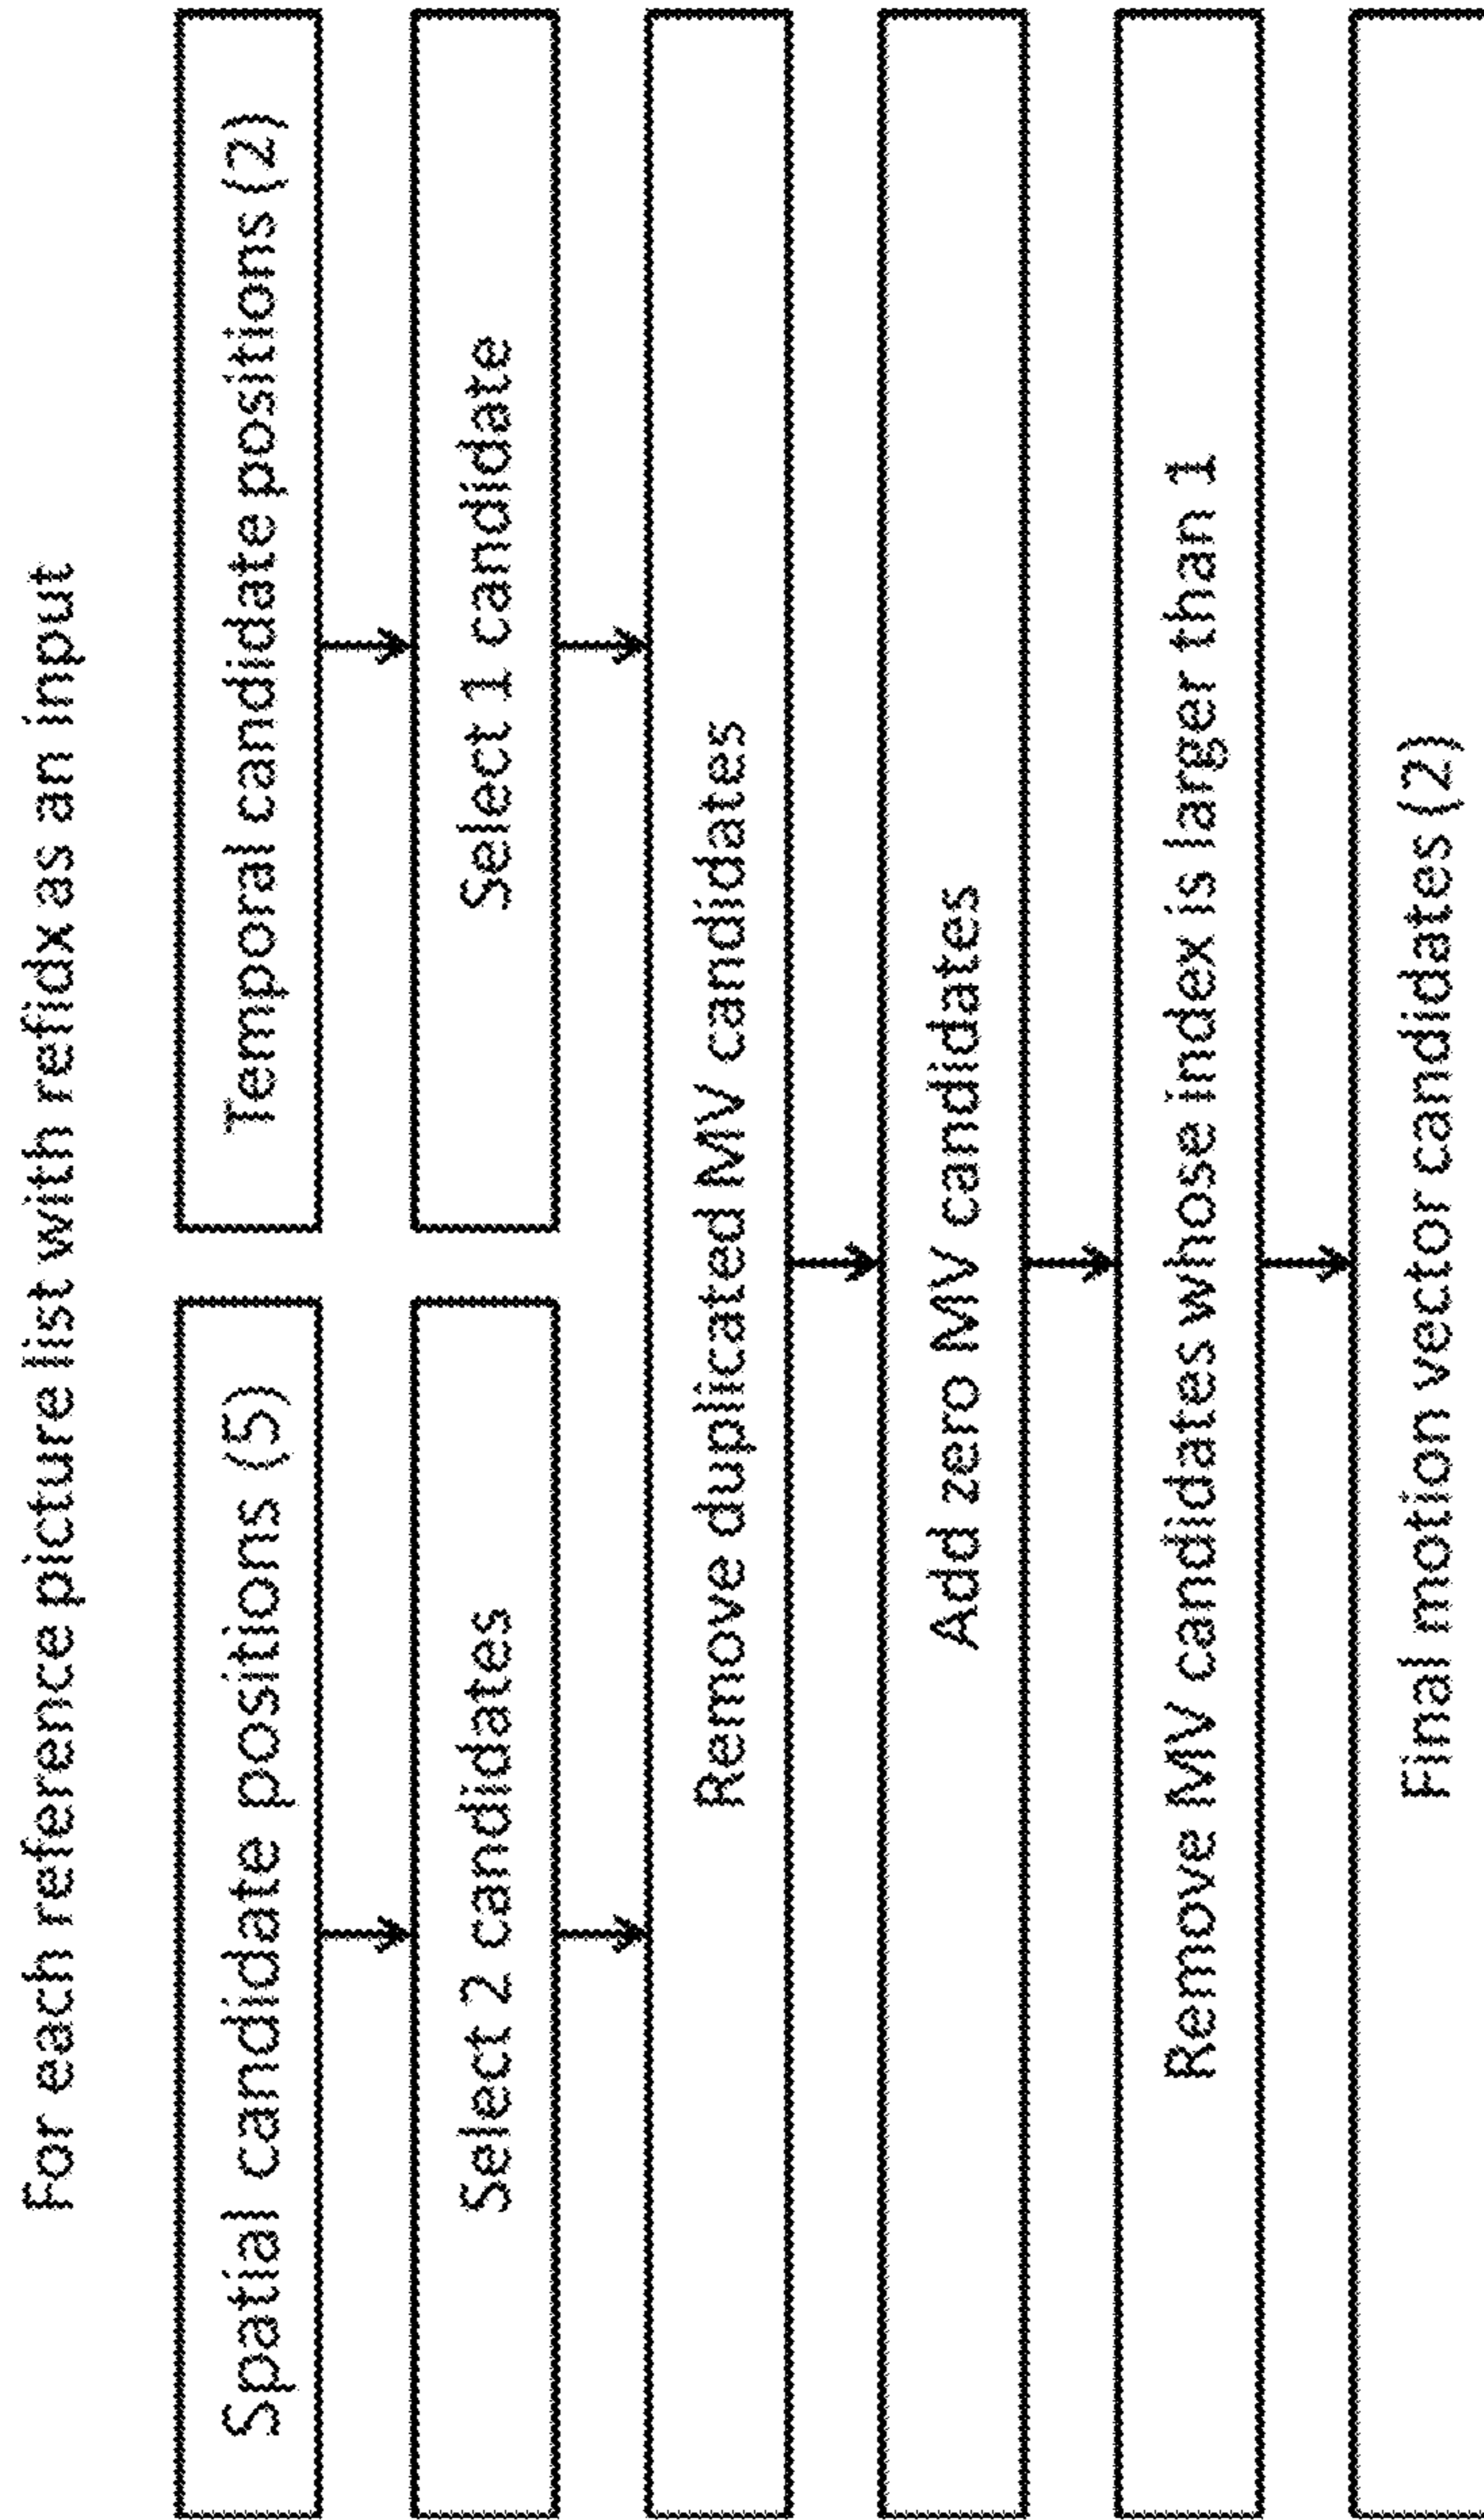 For each reference picture list with refidx as an input
Spatial candidate positions (5)
Temporal candidate positions (2)
Select 2 candidates
Select 1 candidate
Remove duplicated MV candidates
Add zero MV candidates
Remove MV candidates whose index is larger than 1
Final motion vector candidates (2)